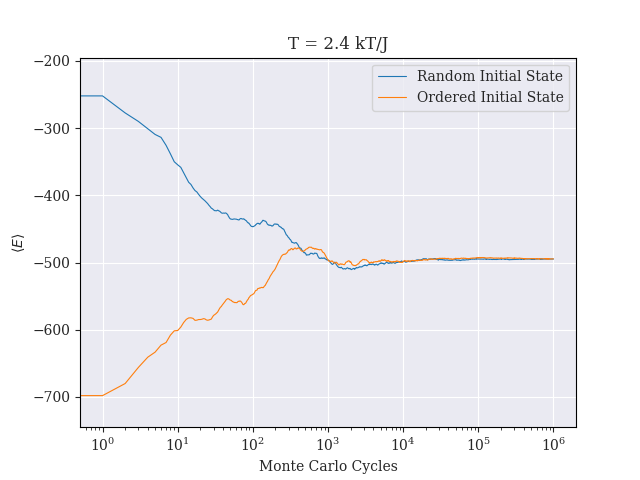 T = 2.4 kT/J
Random Initial State
Ordered Initial State
−200
−300
−400
−500
−600
−700
⟨E⟩
10⁰ 10¹ 10² 10³ 10⁴ 10⁵ 10⁶
Monte Carlo Cycles